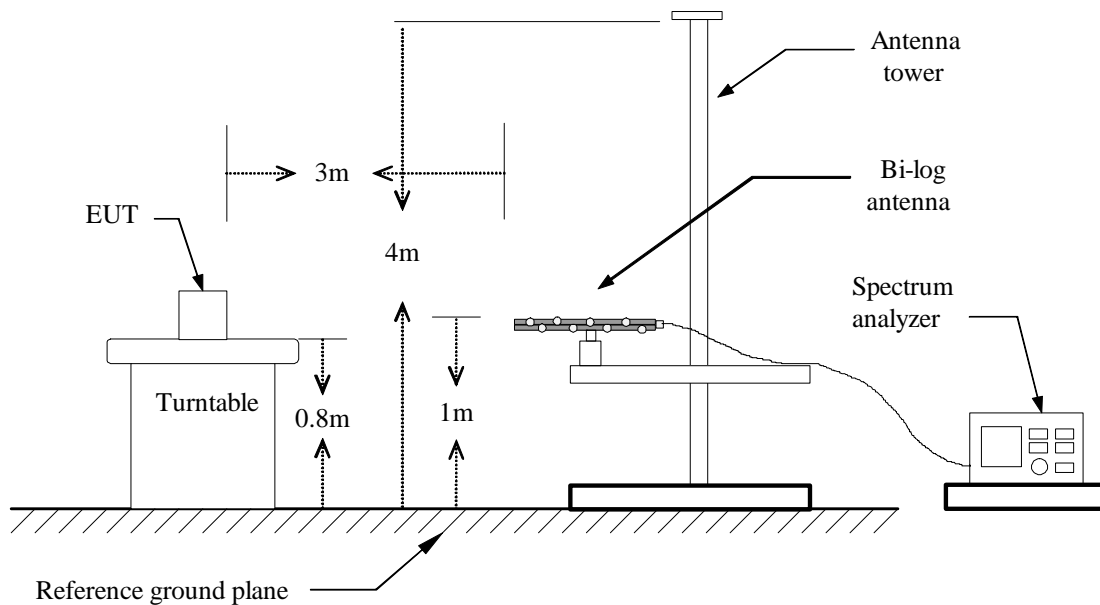 Antenna
tower
3m
Bi-log
antenna
EUT
4m
Spectrum
analyzer
Turntable
0.8m
1m
Reference ground plane